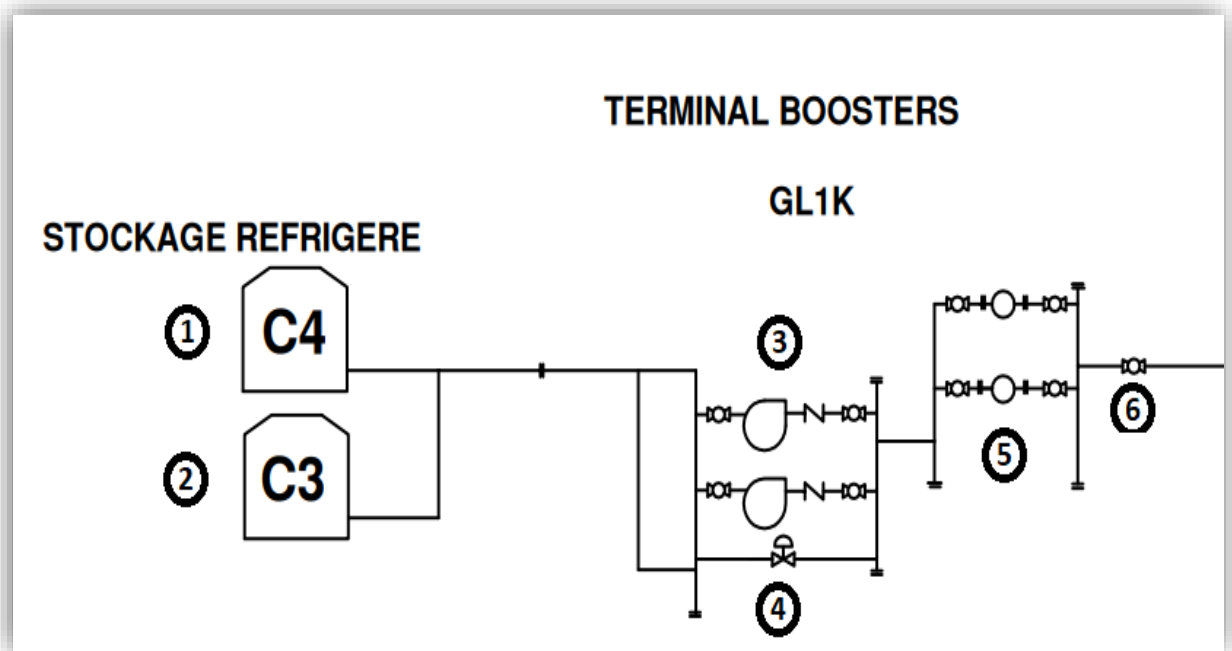 TERMINAL BOOSTERS
GL1K
STOCKAGE REFRIGERE
1
C4
3
2
C3
6
5
4